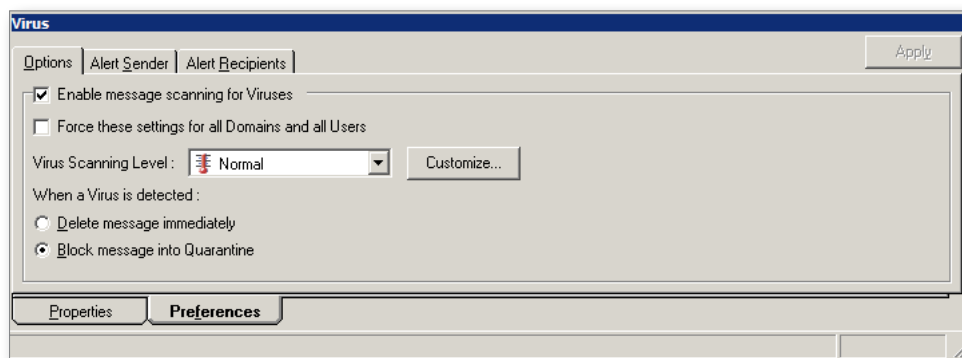 Virus
Apply
Options Alert Sender Alert Recipients
Enable message scanning for Viruses
Force these settings for all Domains and all Users
Virus Scanning Level : Normal Customize...
When a Virus is detected :
Delete message immediately
Block message into Quarantine
Properties Preferences